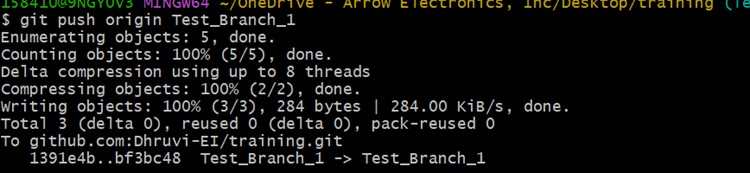 158410@9NGY0V3 MINGW64 ~/OneDrive - Arrow Electronics, Inc/Desktop/training (Te
$ git push origin Test_Branch_1
Enumerating objects: 5, done.
Counting objects: 100% (5/5), done.
Delta compression using up to 8 threads
Compressing objects: 100% (2/2), done.
Writing objects: 100% (3/3), 284 bytes | 284.00 KiB/s, done.
Total 3 (delta 0), reused 0 (delta 0), pack-reused 0
To github.com:Dhruvi-EI/training.git
   1391e4b..bf3bc48  Test_Branch_1 -> Test_Branch_1